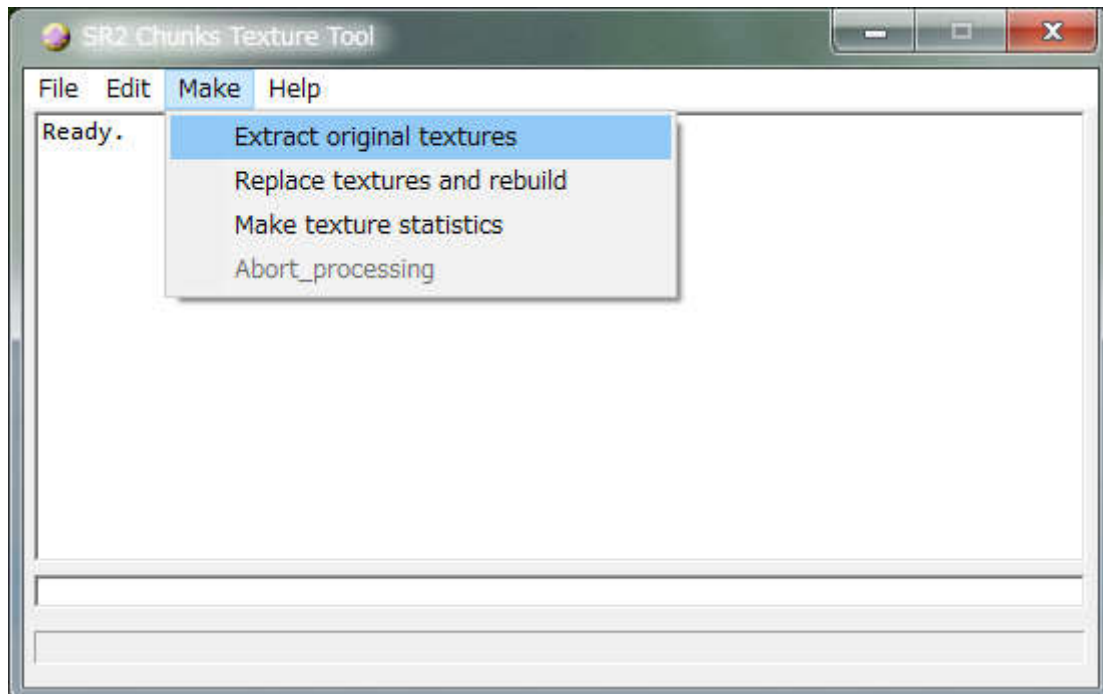 SR2 Chunks Texture Tool
File Edit Make Help
Ready.
Extract original textures
Replace textures and rebuild
Make texture statistics
Abort_processing